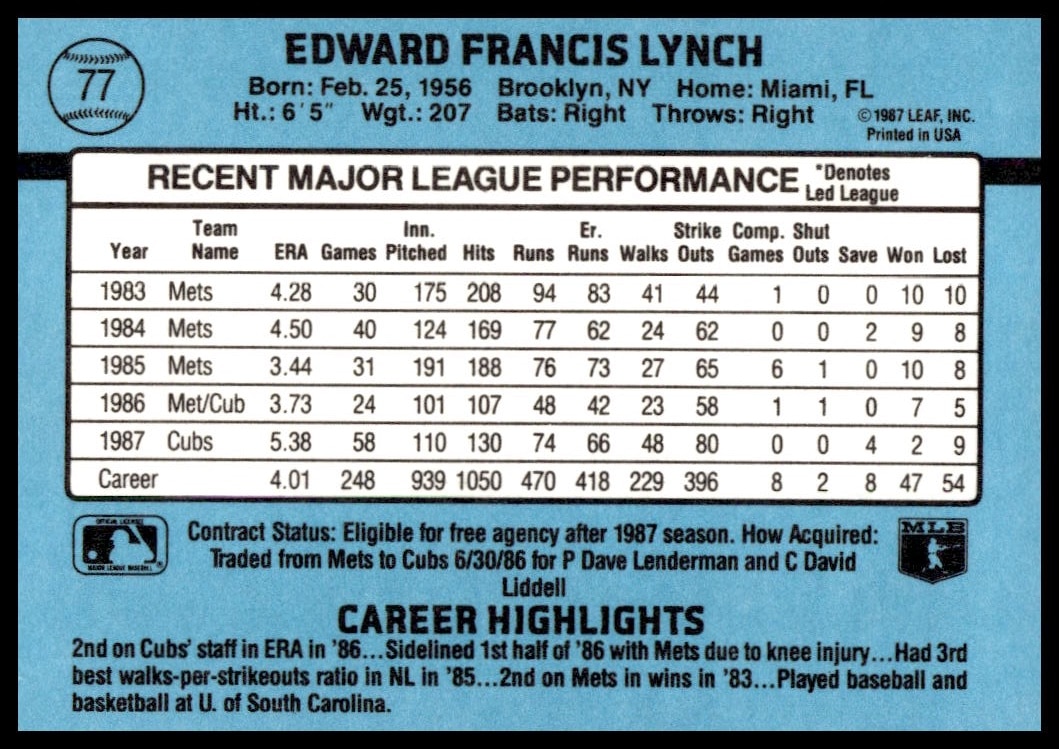 77
EDWARD FRANCIS LYNCH
Born: Feb. 25, 1956 Brooklyn, NY Home: Miami, FL
Ht.: 6'5" Wgt.: 207 Bats: Right Throws: Right
©1987 LEAF, INC.
Printed in USA
RECENT MAJOR LEAGUE PERFORMANCE *Denotes Led League
Year Team Name ERA Games Inn. Pitched Hits Runs Er. Runs Walks Strike Outs Comp. Games Shut Outs Save Won Lost
1983 Mets 4.28 30 175 208 94 83 41 44 1 0 0 10 10
1984 Mets 4.50 40 124 169 77 62 24 62 0 0 2 9 8
1985 Mets 3.44 31 191 188 76 73 27 65 6 1 0 10 8
1986 Met/Cub 3.73 24 101 107 48 42 23 58 1 1 0 7 5
1987 Cubs 5.38 58 110 130 74 66 48 80 0 0 4 2 9
Career 4.01 248 939 1050 470 418 229 396 8 2 8 47 54
OFFICIAL LICENSEE
MAJOR LEAGUE BASEBALL ®
MLB
Contract Status: Eligible for free agency after 1987 season. How Acquired:
Traded from Mets to Cubs 6/30/86 for P Dave Lenderman and C David
Liddell
CAREER HIGHLIGHTS
2nd on Cubs' staff in ERA in '86...Sidelined 1st half of '86 with Mets due to knee injury...Had 3rd
best walks-per-strikeouts ratio in NL in '85...2nd on Mets in wins in '83...Played baseball and
basketball at U. of South Carolina.